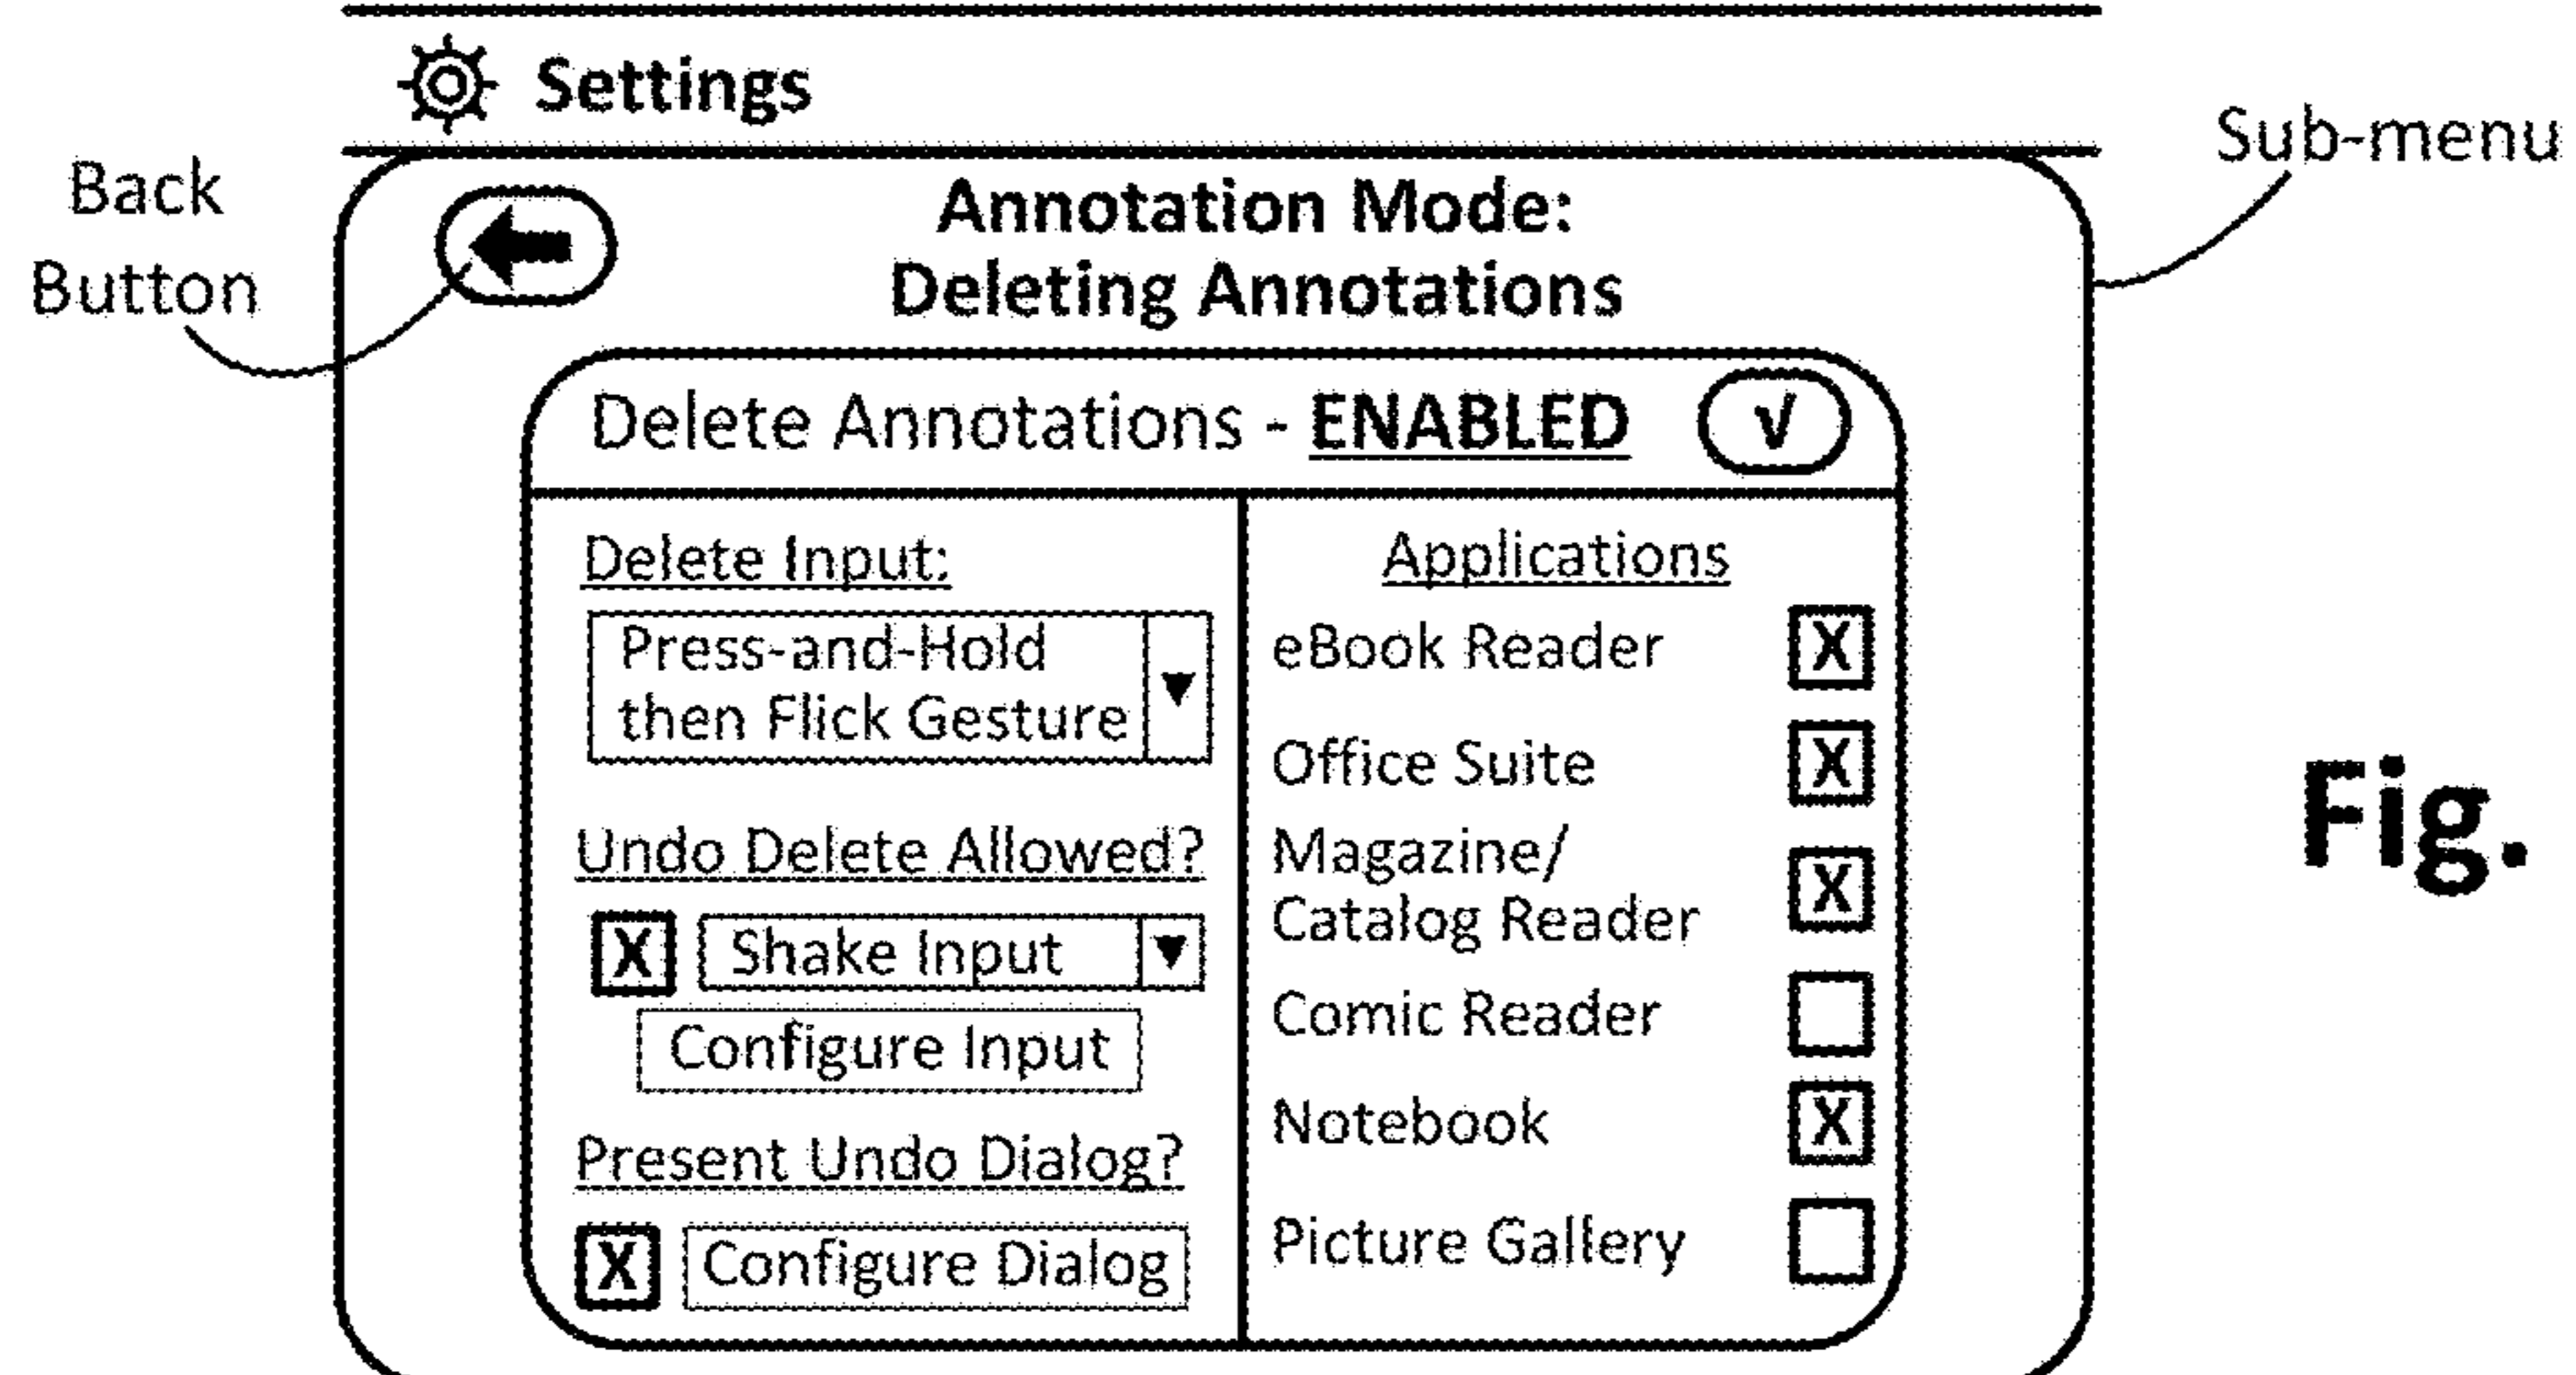 Settings
Back
Button
Sub-menu
Annotation Mode:
Deleting Annotations
Delete Annotations - ENABLED
√
Delete Input:
Press-and-Hold
then Flick Gesture
Undo Delete Allowed?
X
Shake Input
Configure Input
Present Undo Dialog?
X
Configure Dialog
Applications
eBook Reader X
Office Suite X
Magazine/
Catalog Reader X
Comic Reader
Notebook X
Picture Gallery
Fig.